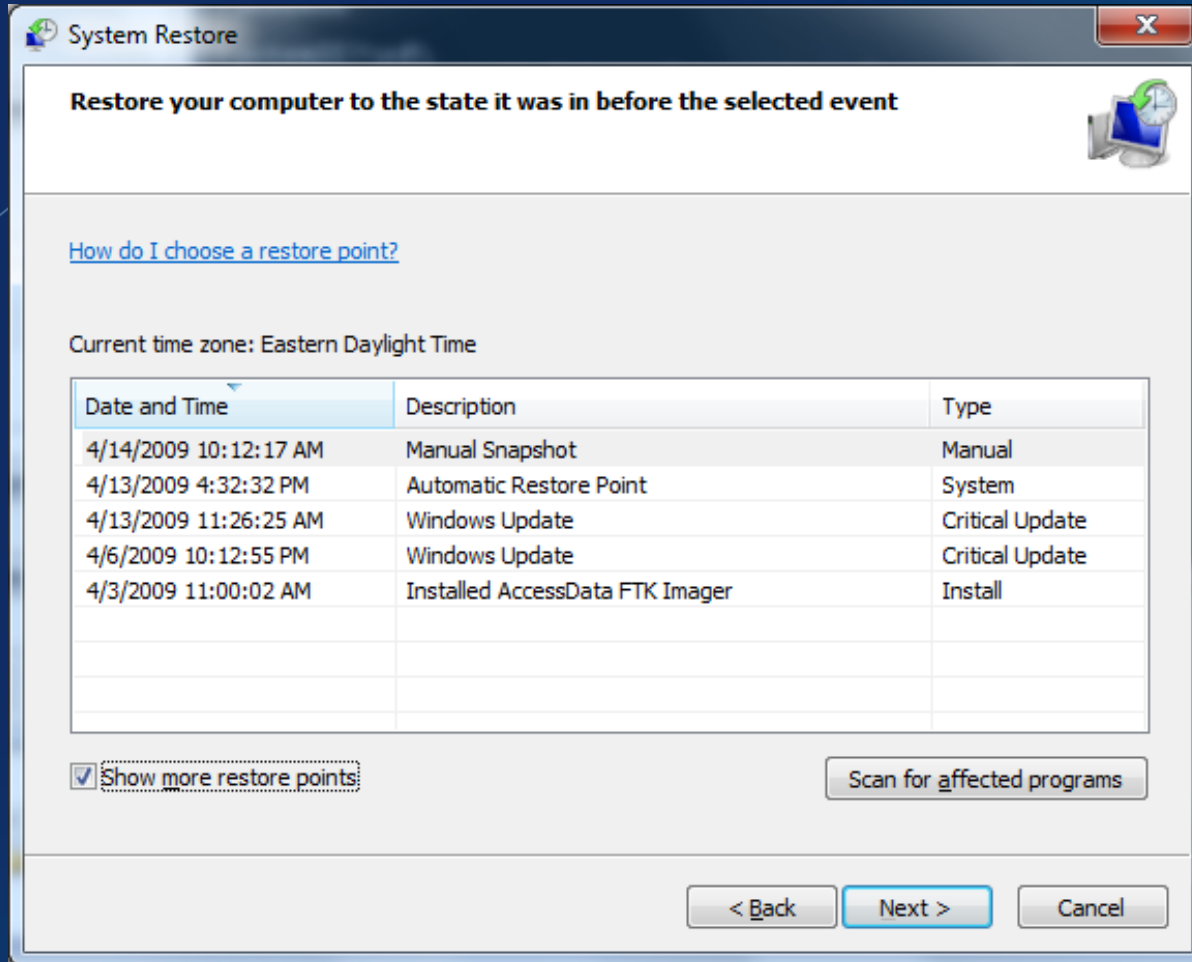 System Restore
Restore your computer to the state it was in before the selected event
How do I choose a restore point?
Current time zone: Eastern Daylight Time
Date and Time Description Type
4/14/2009 10:12:17 AM Manual Snapshot Manual
4/13/2009 4:32:32 PM Automatic Restore Point System
4/13/2009 11:26:25 AM Windows Update Critical Update
4/6/2009 10:12:55 PM Windows Update Critical Update
4/3/2009 11:00:02 AM Installed AccessData FTK Imager Install
Show more restore points Scan for affected programs
< Back Next > Cancel